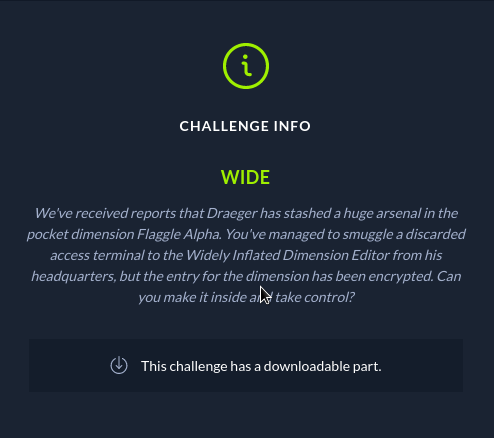 CHALLENGE INFO
WIDE
We've received reports that Draeger has stashed a huge arsenal in the
pocket dimension Flaggle Alpha. You've managed to smuggle a discarded
access terminal to the Widely Inflated Dimension Editor from his
headquarters, but the entry for the dimension has been encrypted. Can
you make it inside and take control?
This challenge has a downloadable part.